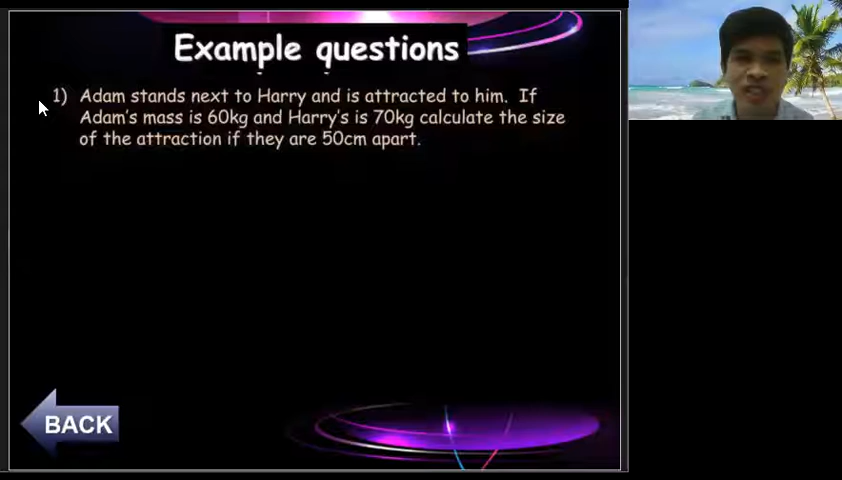 Example questions
1) Adam stands next to Harry and is attracted to him. If
Adam's mass is 60kg and Harry's is 70kg calculate the size
of the attraction if they are 50cm apart.
BACK